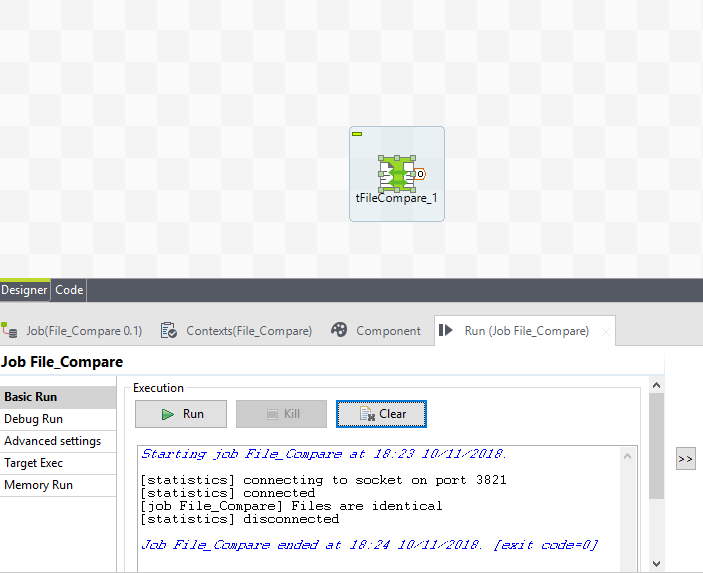 tFileCompare_1
Designer
Code
Job(File_Compare 0.1)
Contexts(File_Compare)
Component
Run (Job File_Compare)
Job File_Compare
Basic Run
Debug Run
Advanced settings
Target Exec
Memory Run
Execution
Run
Kill
Clear
Starting job File_Compare at 18:23 10/11/2018.
[statistics] connecting to socket on port 3821
[statistics] connected
[job File_Compare] Files are identical
[statistics] disconnected
Job File_Compare ended at 18:24 10/11/2018. [exit code=0]
>>